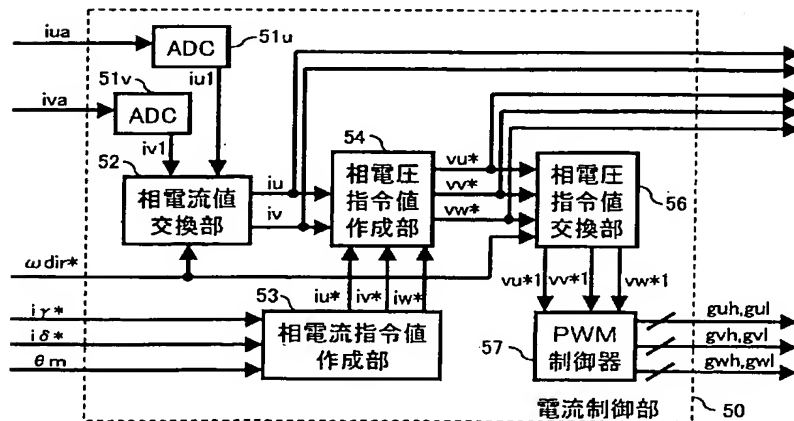 iua
ADC
51u
51v
iu1
iva
ADC
iv1
52
54
相電流値
交換部
iu
iv
相電圧
指令値
作成部
vu*
vv*
vw*
相電圧
指令値
交換部
56
ωdir*
iu*
iv*
iw*
vu*1
vv*1
vw*1
53
iγ*
iδ*
θm
相電流指令値
作成部
57
PWM
制御器
guh,gul
gvh,gvl
gwh,gwl
電流制御部
50